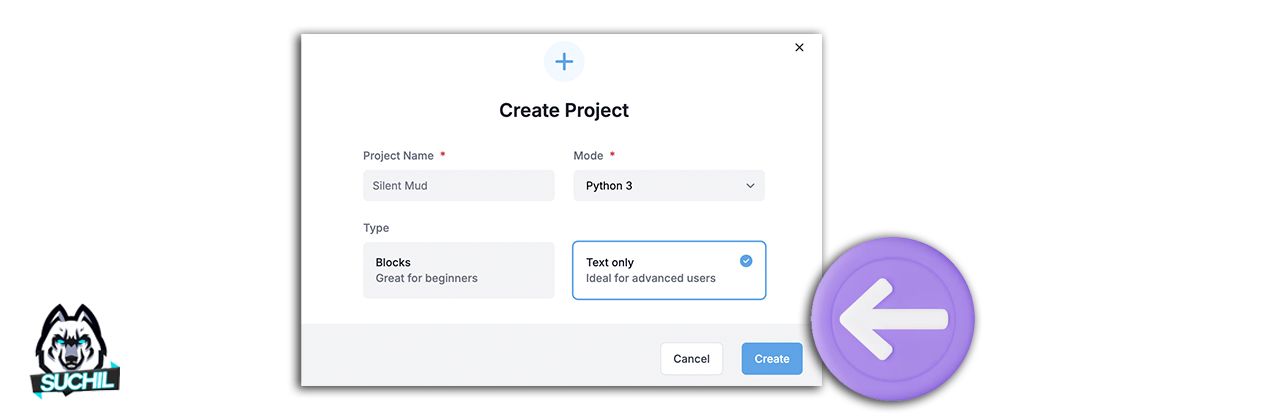 Create Project
Project Name *
Mode *
Silent Mud
Python 3
Type
Blocks
Great for beginners
Text only
Ideal for advanced users
Cancel
Create
SUCHIL